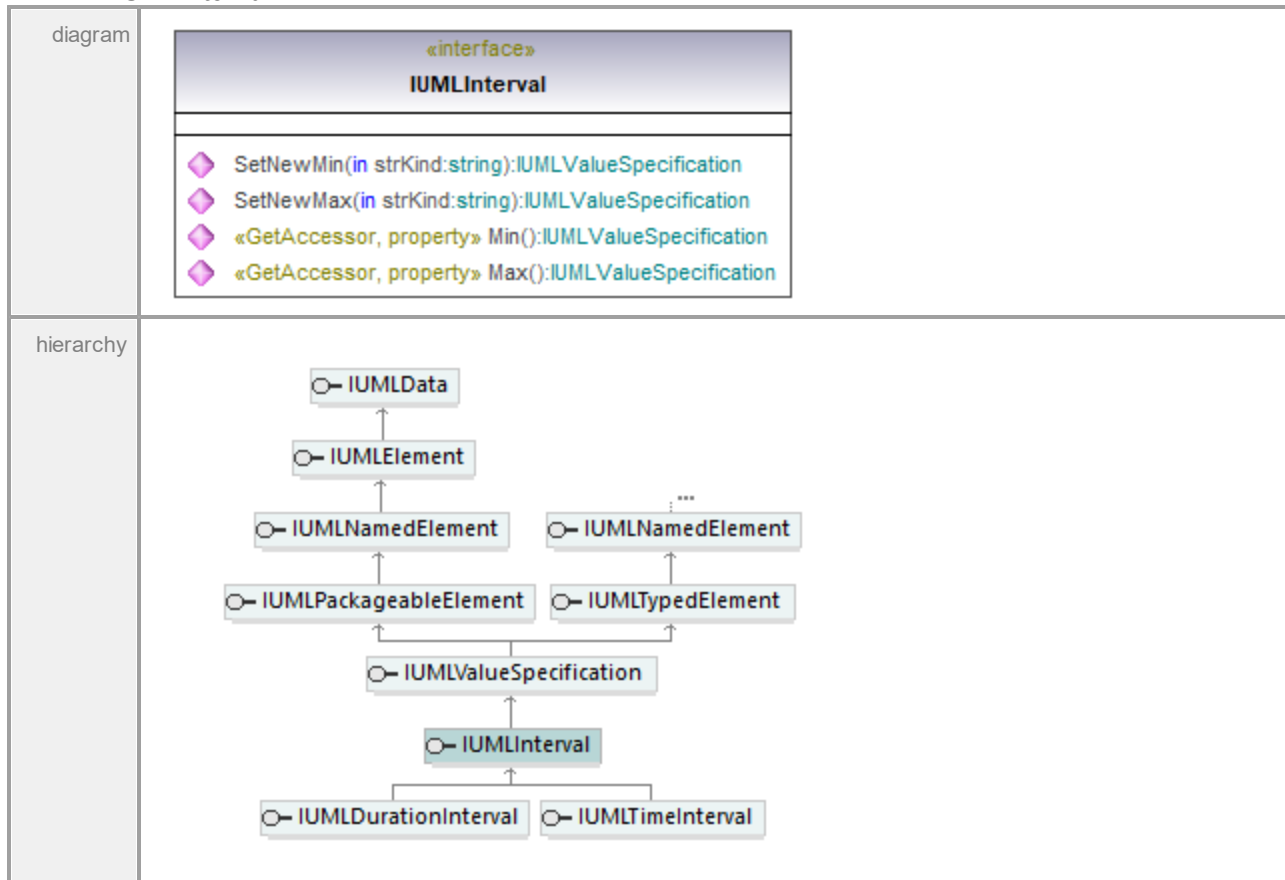 diagram
«interface»
IUMLInterval
SetNewMin(in strKind:string):IUMLValueSpecification
SetNewMax(in strKind:string):IUMLValueSpecification
«GetAccessor, property» Min():IUMLValueSpecification
«GetAccessor, property» Max():IUMLValueSpecification
hierarchy
IUMLData
IUMLElement
...
IUMLNamedElement IUMLNamedElement
IUMLPackageableElement IUMLTypedElement
IUMLValueSpecification
IUMLInterval
IUMLDurationInterval IUMLTimeInterval